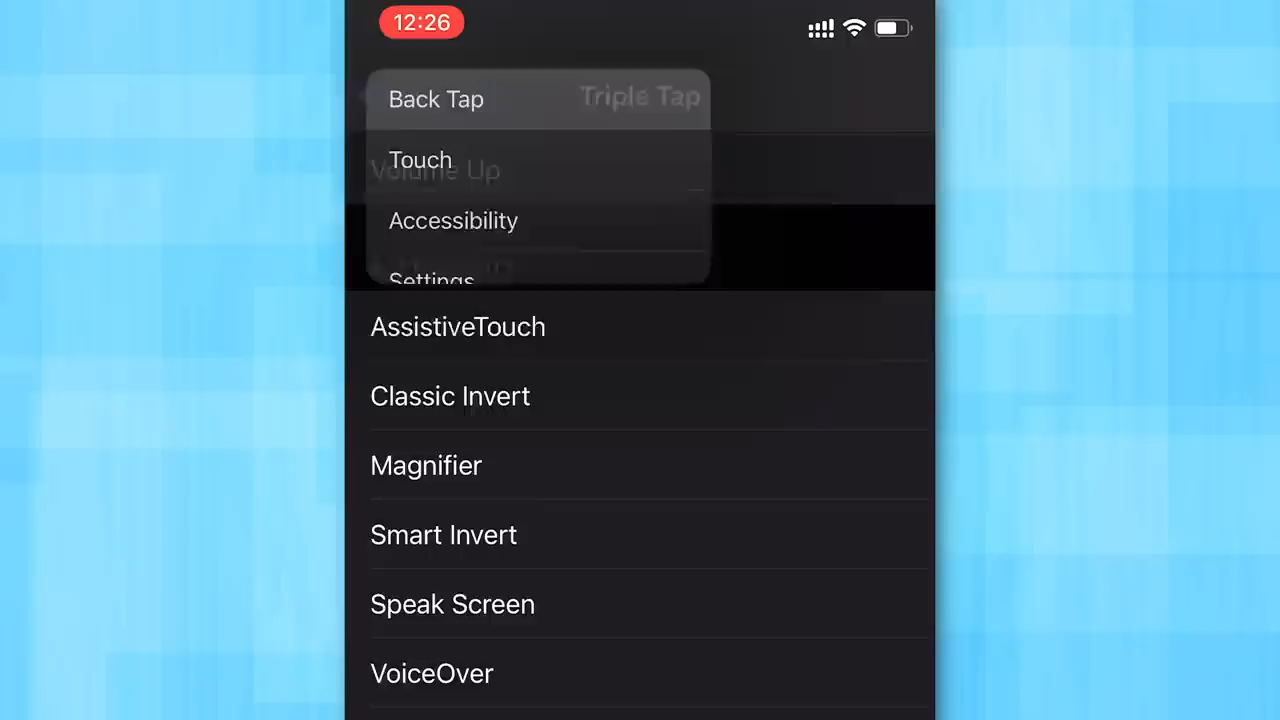 12:26
Back Tap
Triple Tap
Touch
Volume Up
Accessibility
Settings
AssistiveTouch
Classic Invert
Magnifier
Smart Invert
Speak Screen
VoiceOver